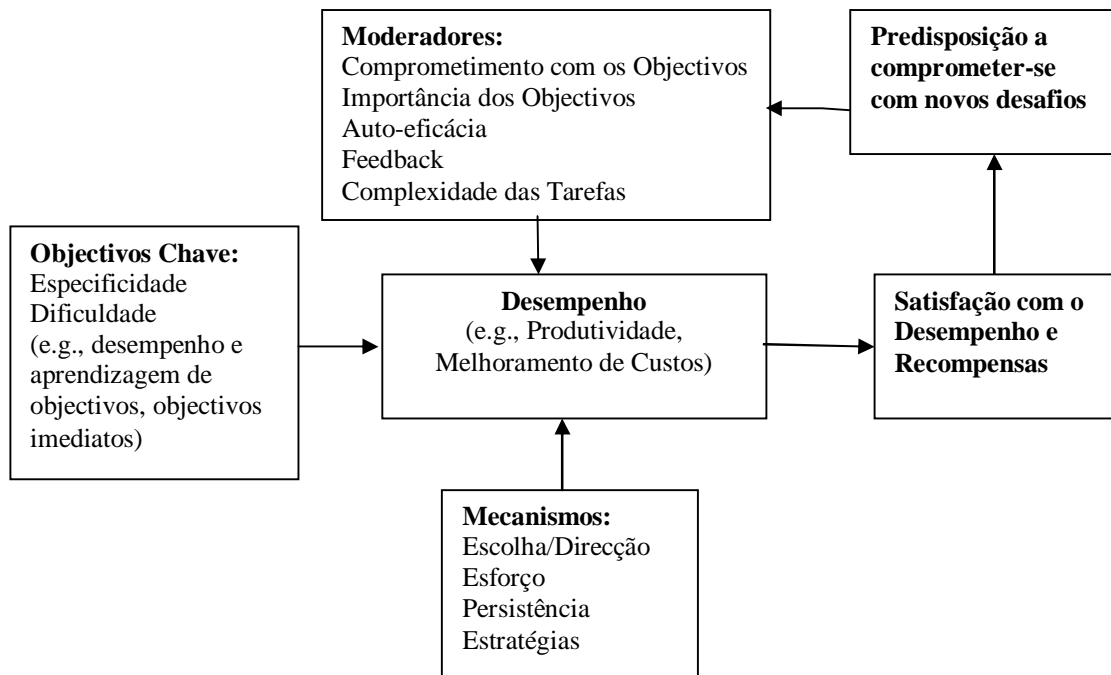 Moderadores:
Comprometimento com os Objectivos
Importância dos Objectivos
Auto-eficácia
Feedback
Complexidade das Tarefas
Predisposição a
comprometer-se
com novos desafios
Objectivos Chave:
Especificidade
Dificuldade
(e.g., desempenho e
aprendizagem de
objectivos, objectivos
imediatos)
Desempenho
(e.g., Produtividade,
Melhoramento de Custos)
Satisfação com o
Desempenho e
Recompensas
Mecanismos:
Escolha/Direcção
Esforço
Persistência
Estratégias